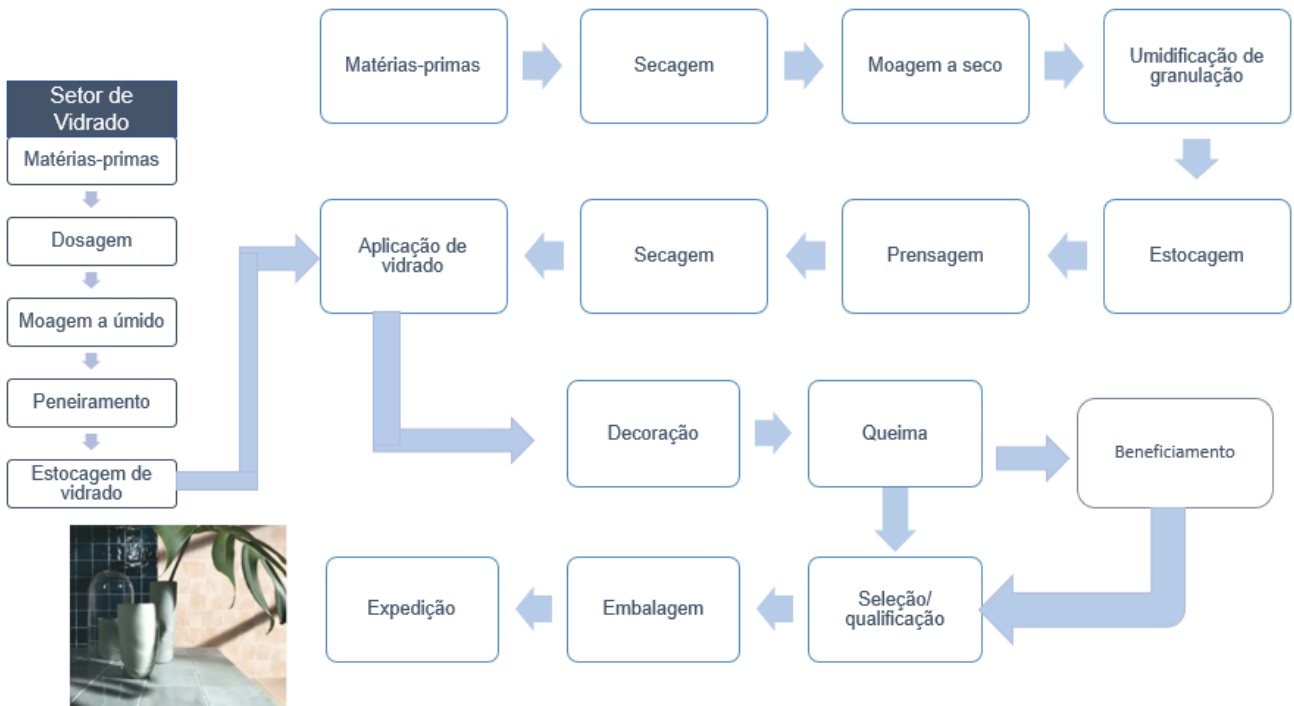 Setor de
Vidrado
Matérias-primas
Dosagem
Moagem a úmido
Peneiramento
Estocagem de
vidrado
Matérias-primas
Secagem
Moagem a seco
Umidificação de
granulação
Estocagem
Prensagem
Secagem
Aplicação de
vidrado
Decoração
Queima
Beneficiamento
Seleção/
qualificação
Embalagem
Expedição